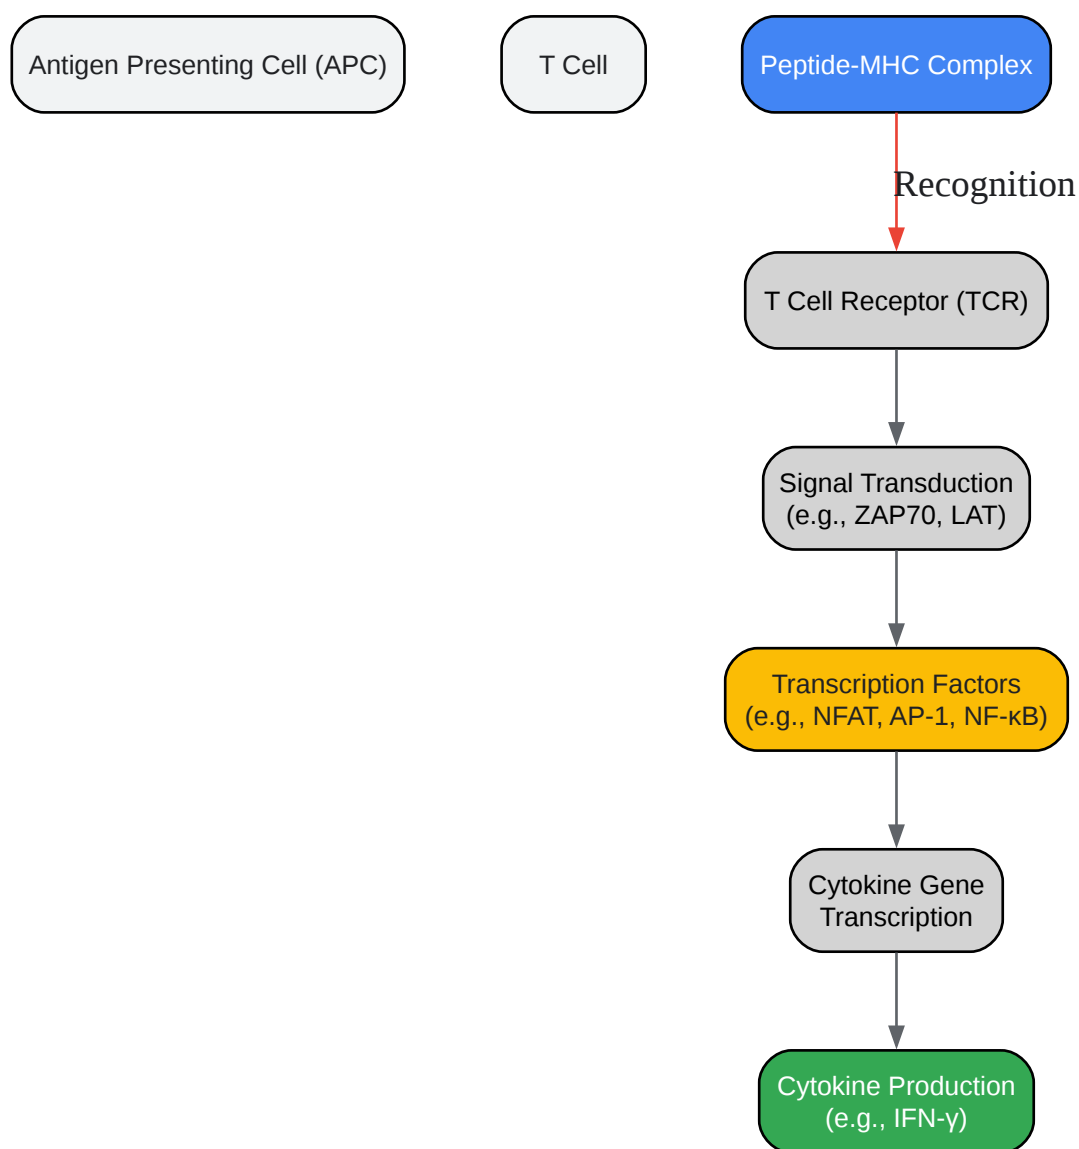 Antigen Presenting Cell (APC)
T Cell
Peptide-MHC Complex
Recognition
T Cell Receptor (TCR)
Signal Transduction
(e.g., ZAP70, LAT)
Transcription Factors
(e.g., NFAT, AP-1, NF-κB)
Cytokine Gene
Transcription
Cytokine Production
(e.g., IFN-γ)